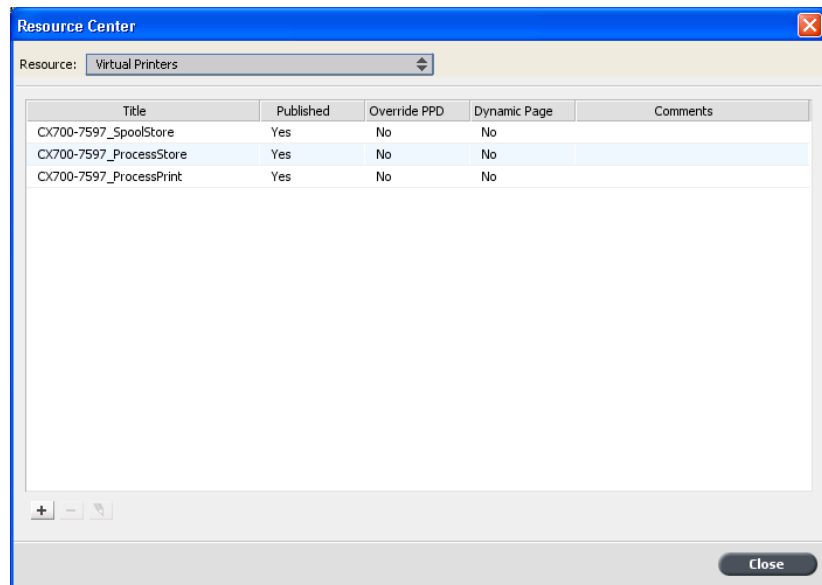 Resource Center
Resource: Virtual Printers
Title Published Override PPD Dynamic Page Comments
CX700-7597_SpoolStore Yes No No
CX700-7597_ProcessStore Yes No No
CX700-7597_ProcessPrint Yes No No
Close